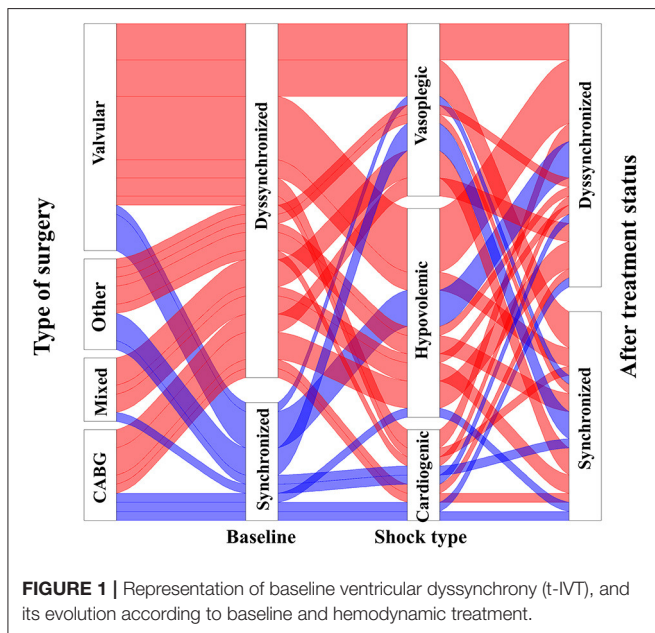 Type of surgery
Valvular
Other
Mixed
CABG
Dyssynchronized
Synchronized
Vasoplegic
Hypovolemic
Cardiogenic
Dyssynchronized
Synchronized
After treatment status
Baseline
Shock type
FIGURE 1 | Representation of baseline ventricular dyssynchrony (t-IVT), and
its evolution according to baseline and hemodynamic treatment.